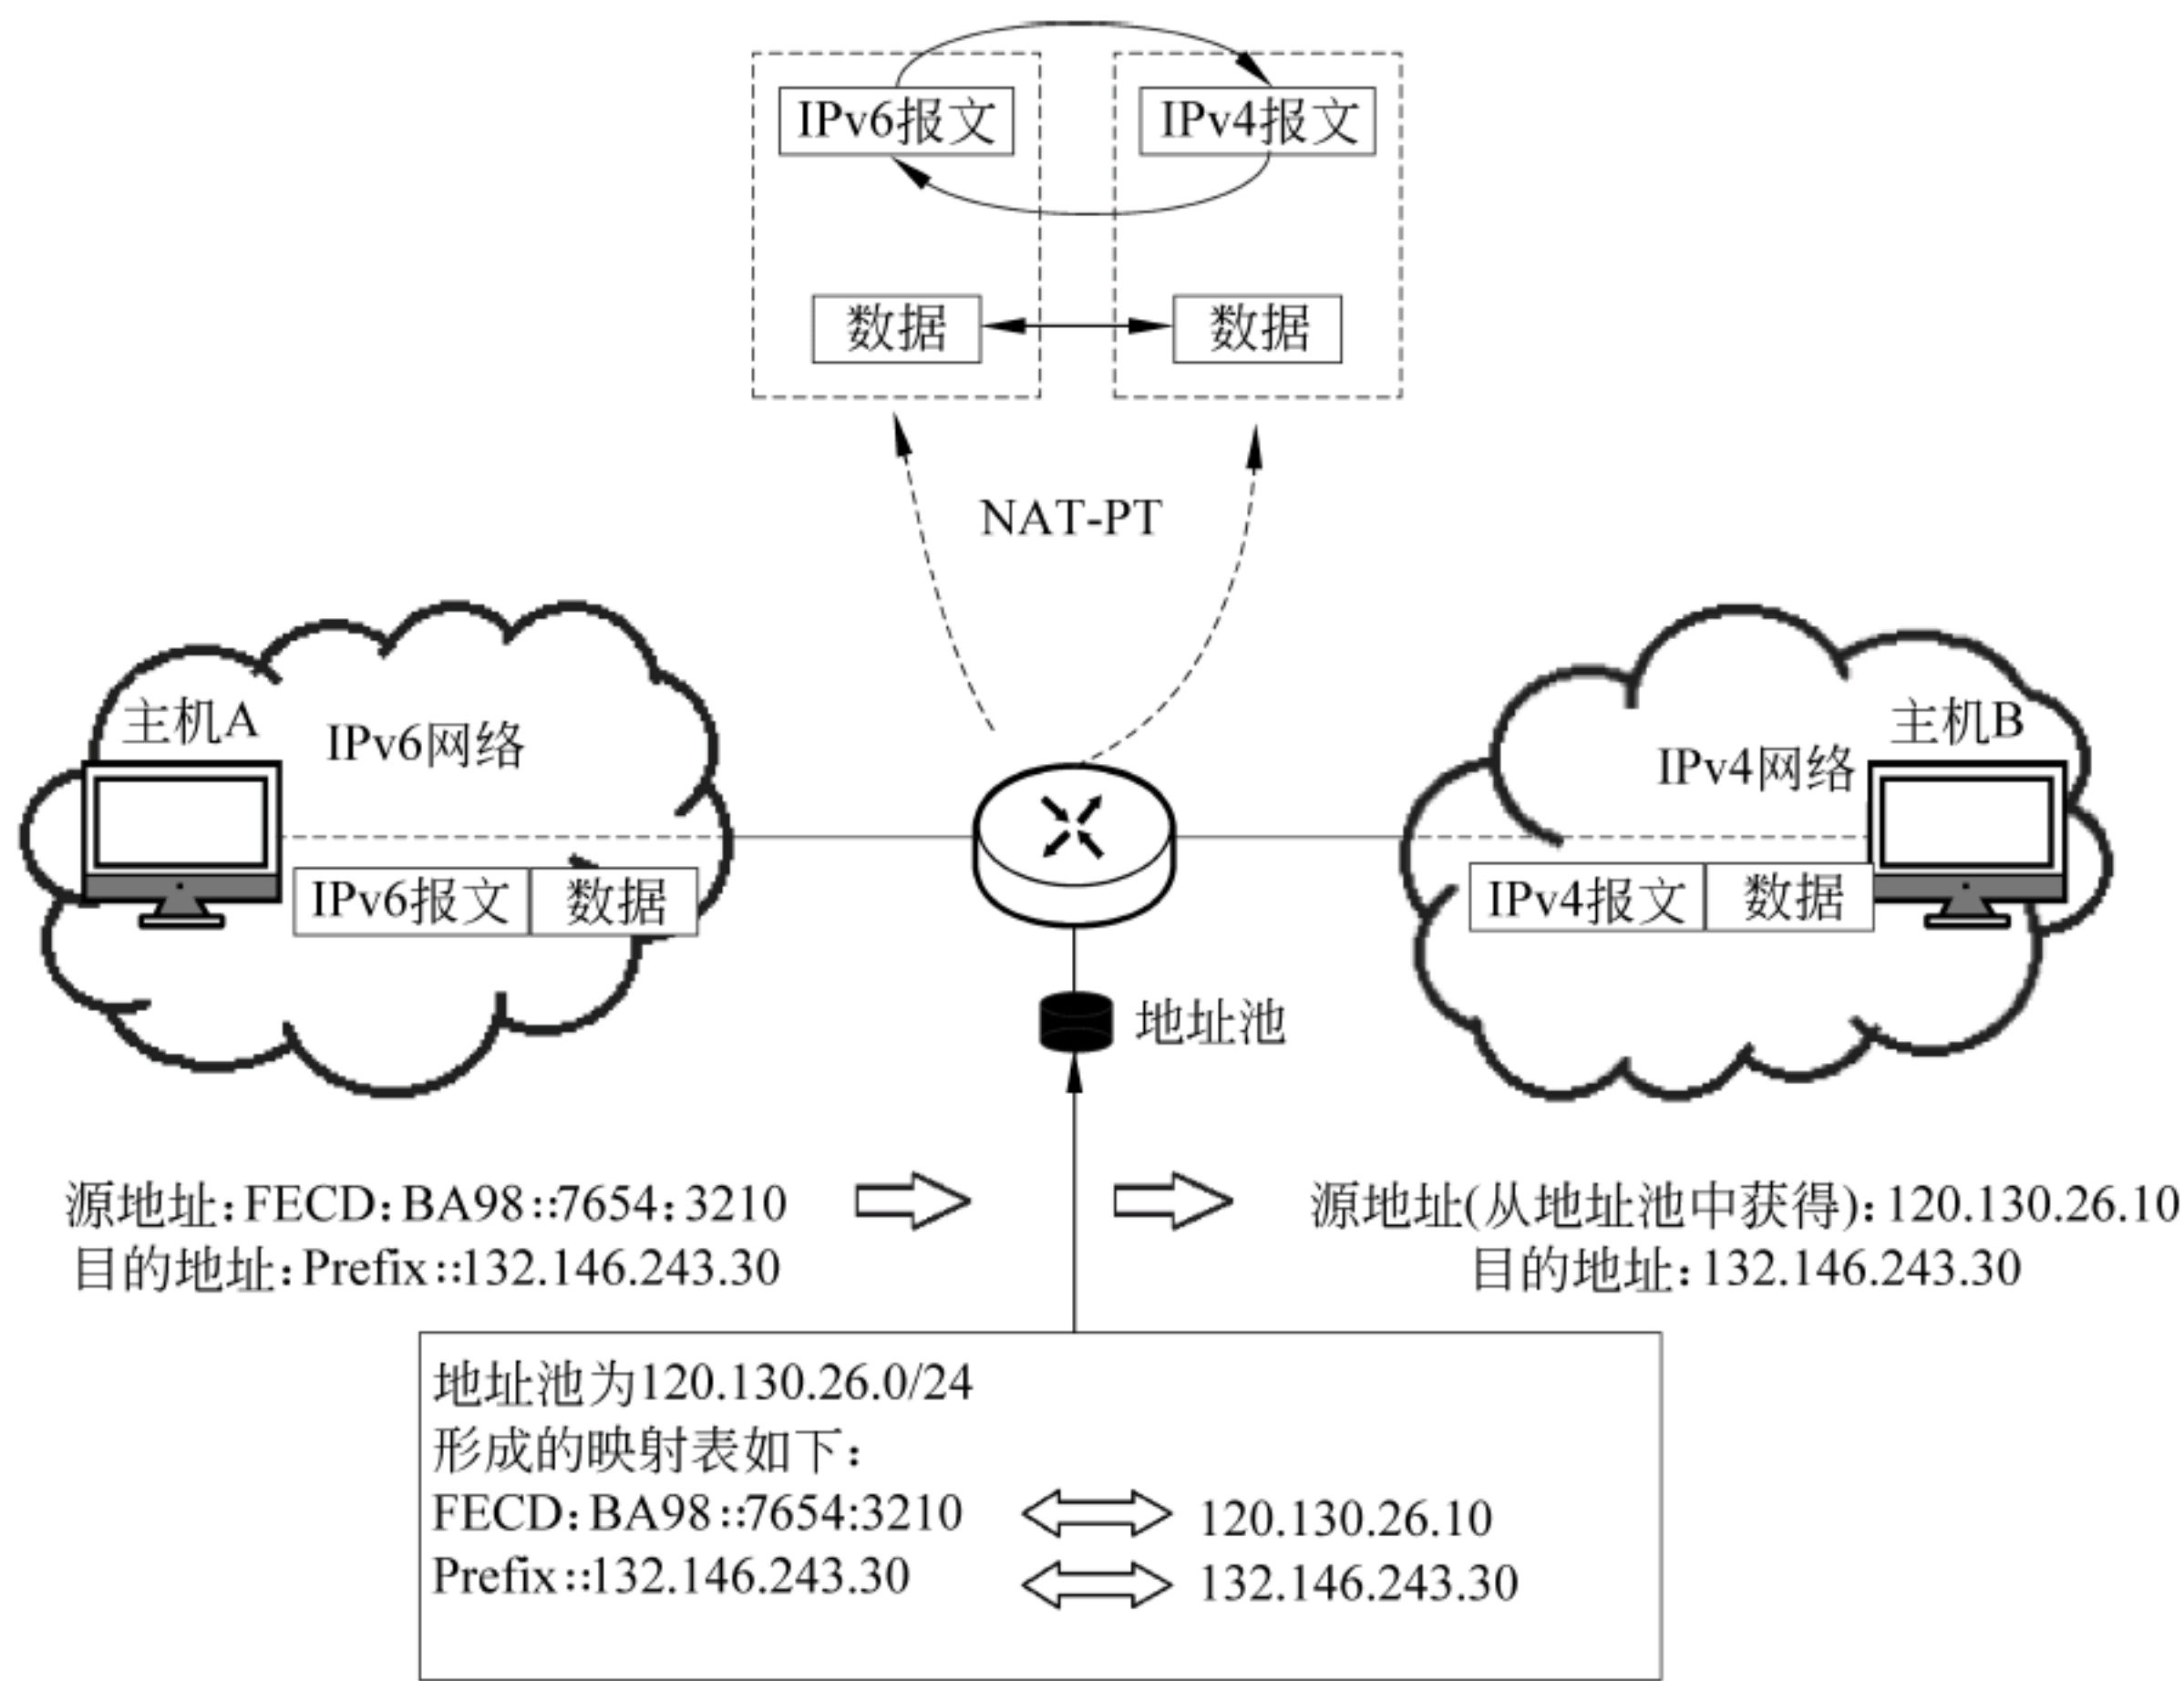 IPv6报文
IPv4报文
数据
数据
NAT-PT
主机A
IPv6网络
IPv6报文
数据
IPv4网络
主机B
IPv4报文
数据
地址池
源地址:FECD:BA98::7654:3210
目的地址:Prefix::132.146.243.30
源地址(从地址池中获得):120.130.26.10
目的地址:132.146.243.30
地址池为120.130.26.0/24
形成的映射表如下:
FECD:BA98::7654:3210 120.130.26.10
Prefix::132.146.243.30 132.146.243.30